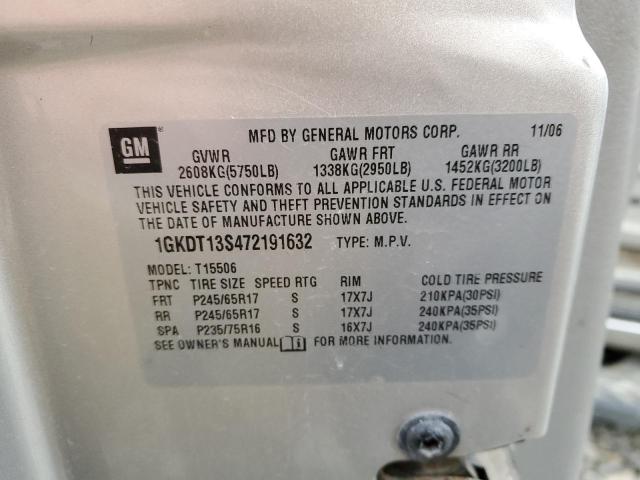 GM ®
MFD BY GENERAL MOTORS CORP. 11/06
GVWR GAWR FRT GAWR RR
2608KG(5750LB) 1338KG(2950LB) 1452KG(3200LB)
THIS VEHICLE CONFORMS TO ALL APPLICABLE U.S. FEDERAL MOTOR
VEHICLE SAFETY AND THEFT PREVENTION STANDARDS IN EFFECT ON
THE DATE OF MANUFACTURE SHOWN ABOVE.
1GKDT13S472191632 TYPE: M.P.V.
MODEL: T15506
TPNC TIRE SIZE SPEED RTG RIM COLD TIRE PRESSURE
FRT P245/65R17 S 17X7J 210KPA(30PSI)
RR P245/65R17 S 17X7J 240KPA(35PSI)
SPA P235/75R16 S 16X7J 240KPA(35PSI)
SEE OWNER'S MANUAL i FOR MORE INFORMATION.